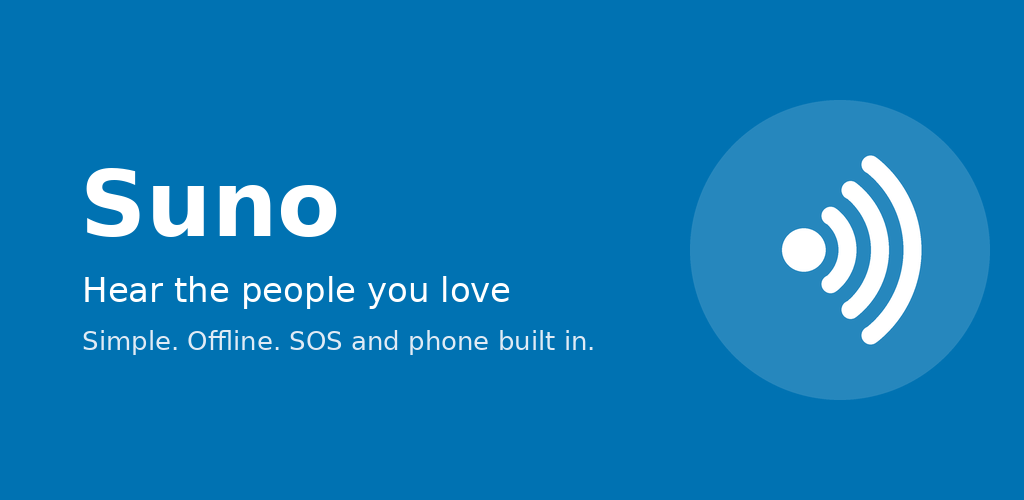 Suno
Hear the people you love
Simple. Offline. SOS and phone built in.